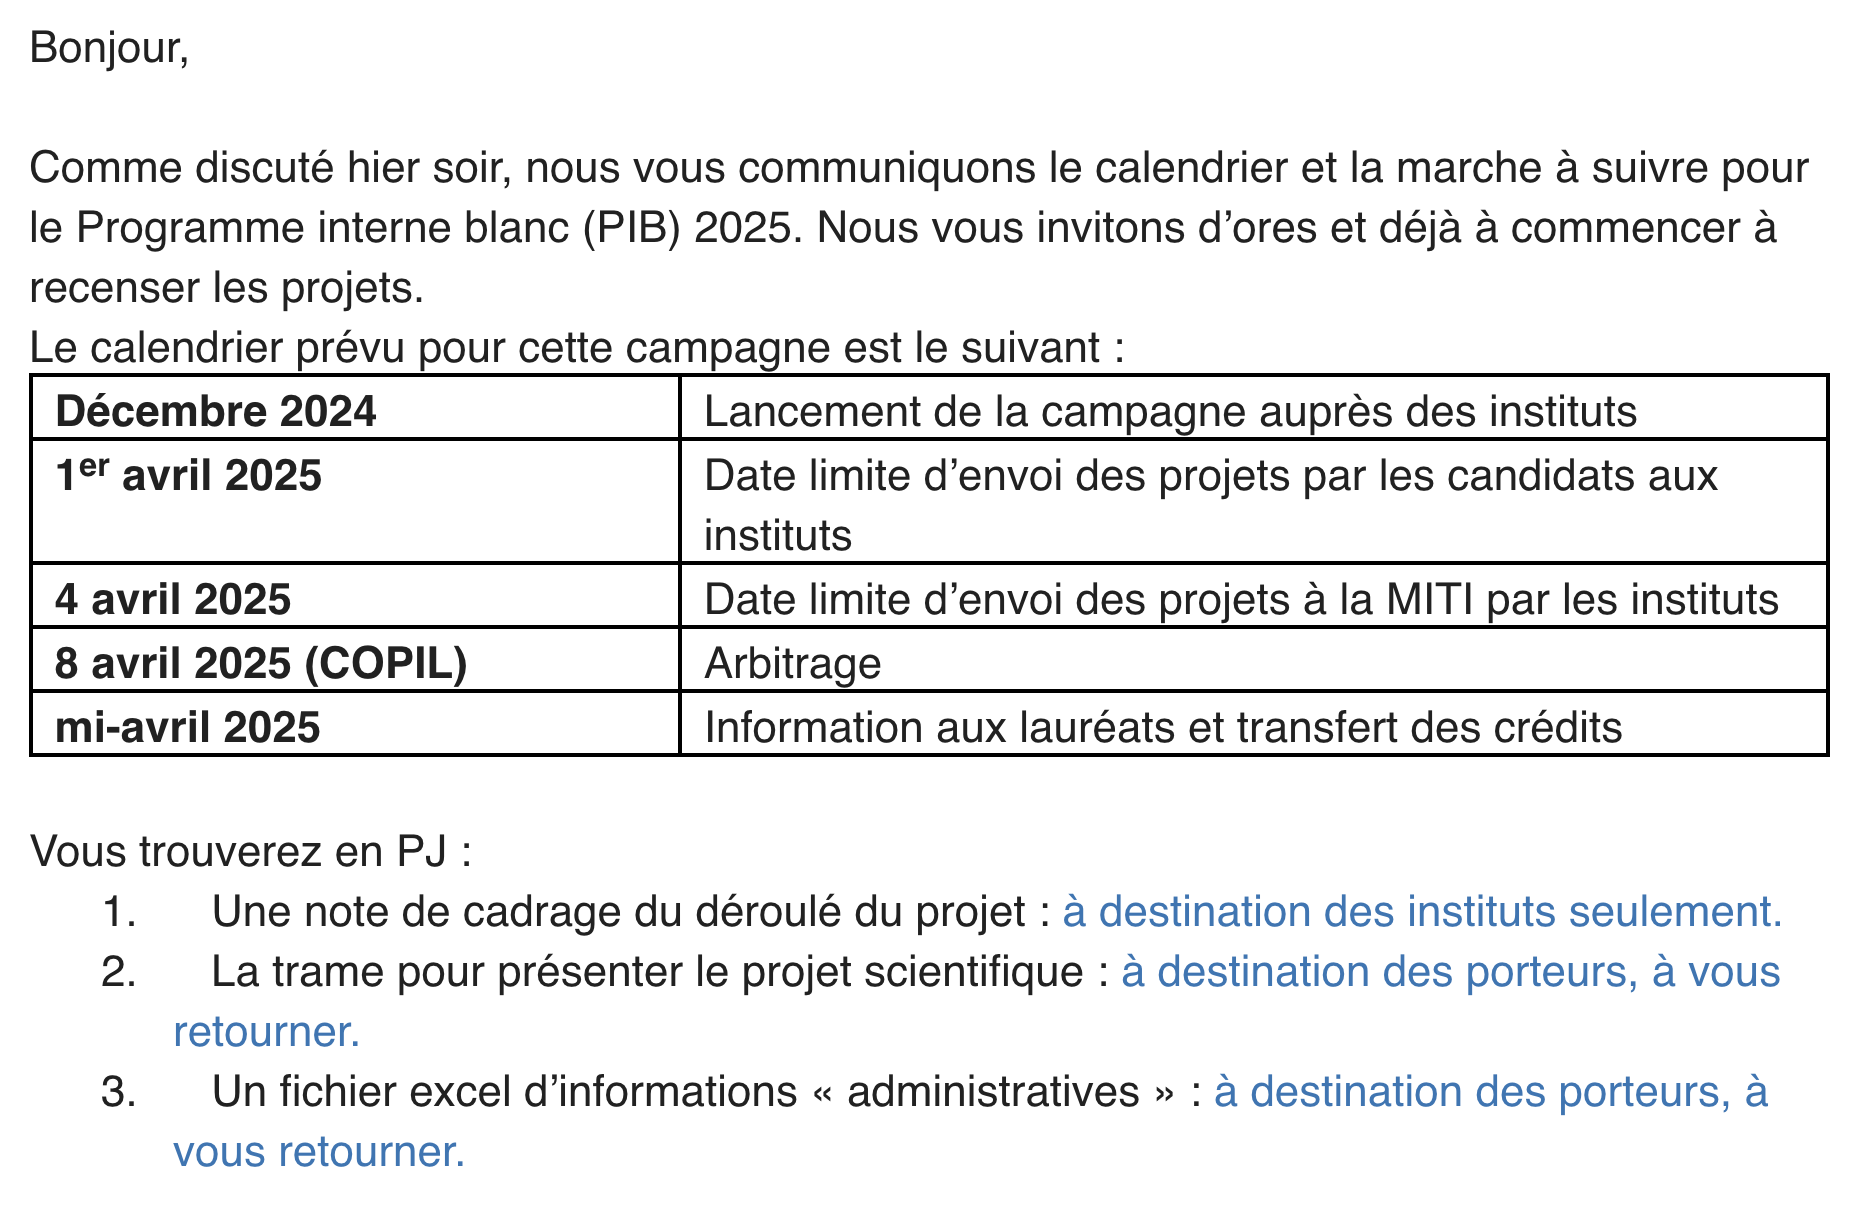 Bonjour,
Comme discuté hier soir, nous vous communiquons le calendrier et la marche à suivre pour
le Programme interne blanc (PIB) 2025. Nous vous invitons d’ores et déjà à commencer à
recenser les projets.
Le calendrier prévu pour cette campagne est le suivant :
Décembre 2024 Lancement de la campagne auprès des instituts
1er avril 2025 Date limite d’envoi des projets par les candidats aux
instituts
4 avril 2025 Date limite d’envoi des projets à la MITI par les instituts
8 avril 2025 (COPIL) Arbitrage
mi-avril 2025 Information aux lauréats et transfert des crédits
Vous trouverez en PJ :
1. Une note de cadrage du déroulé du projet : à destination des instituts seulement.
2. La trame pour présenter le projet scientifique : à destination des porteurs, à vous
retourner.
3. Un fichier excel d’informations « administratives » : à destination des porteurs, à
vous retourner.